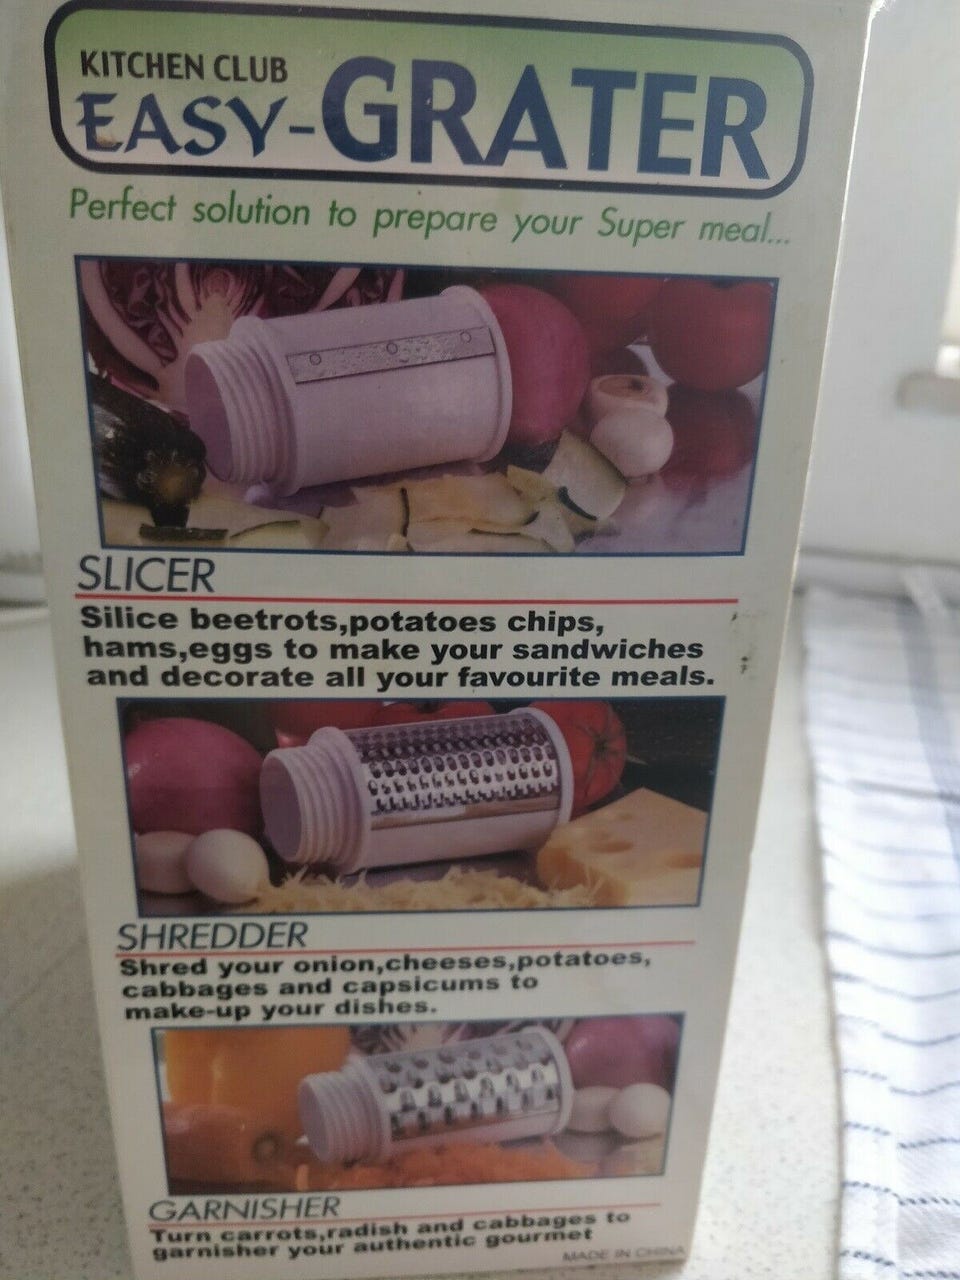 KITCHEN CLUB
EASY-GRATER
Perfect solution to prepare your Super meal...
SLICER
Silice beetrots,potatoes chips,
hams,eggs to make your sandwiches
and decorate all your favourite meals.
SHREDDER
Shred your onion,cheeses,potatoes,
cabbages and capsicums to
make-up your dishes.
GARNISHER
Turn carrots,radish and cabbages to
garnisher your authentic gourmet
MADE IN CHINA